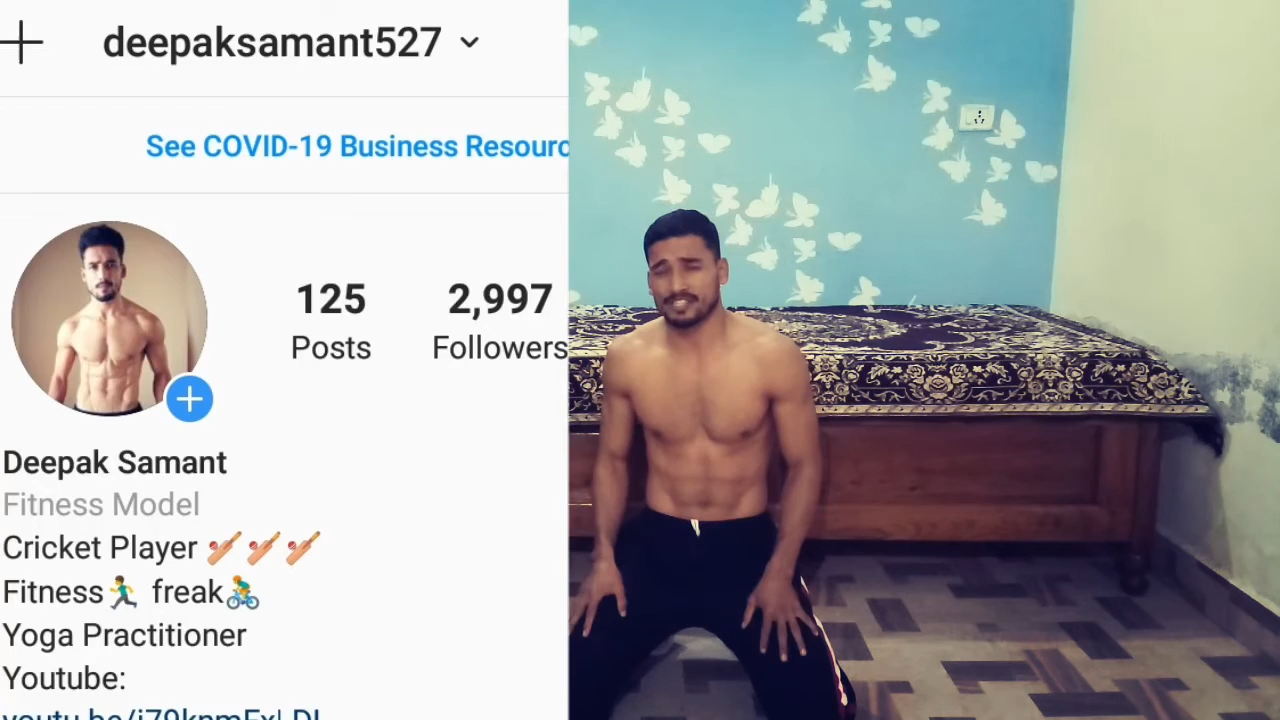 deepaksamant527
See COVID-19 Business Resourc
125 2,997
Posts Followers
Deepak Samant
Fitness Model
Cricket Player 🏏🏏🏏
Fitness🏃‍♂️ freak🚴‍♂️
Yoga Practitioner
Youtube: